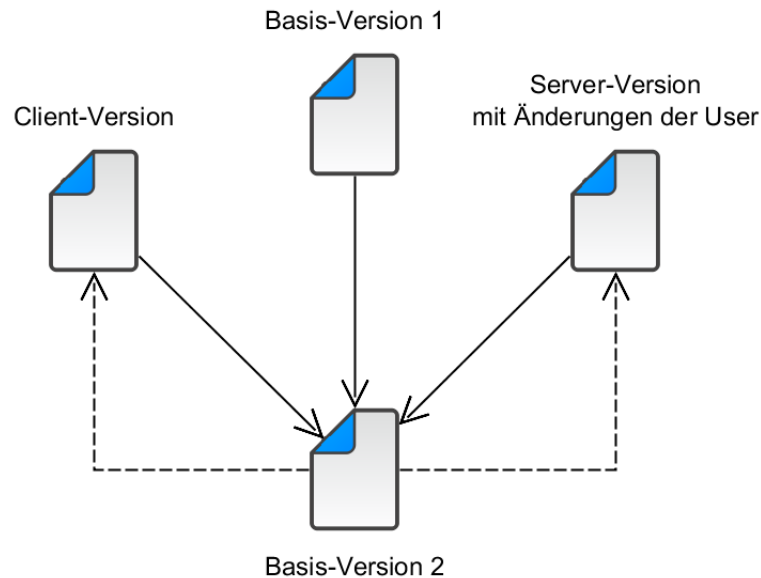 Basis-Version 1
Client-Version
Server-Version
mit Änderungen der User
Basis-Version 2